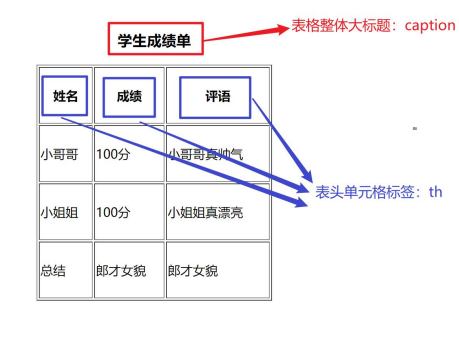 表格整体大标题：caption
学生成绩单
姓名 成绩 评语
小哥哥 100分 小哥哥真帅气
表头单元格标签：th
小姐姐 100分 小姐姐真漂亮
总结 郎才女貌 郎才女貌